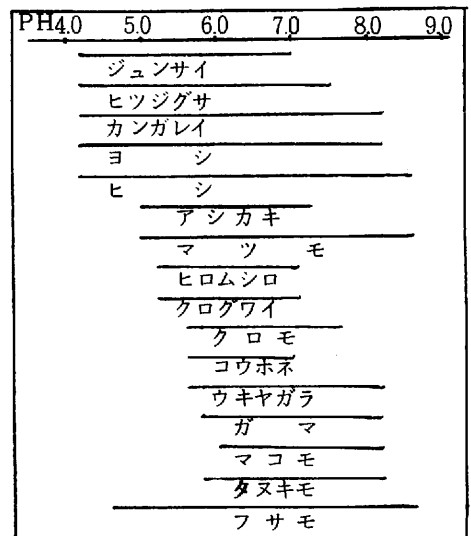 PH4.0 5.0 6.0 7.0 8.0 9.0
ジュンサイ
ヒツジグサ
カンガレイ
ヨシ
ヒシ
アシカキ
マツモ
ヒロムシロ
クログワイ
クロモ
コウホネ
ウキヤガラ
ガマ
マコモ
タヌキモ
フサモ